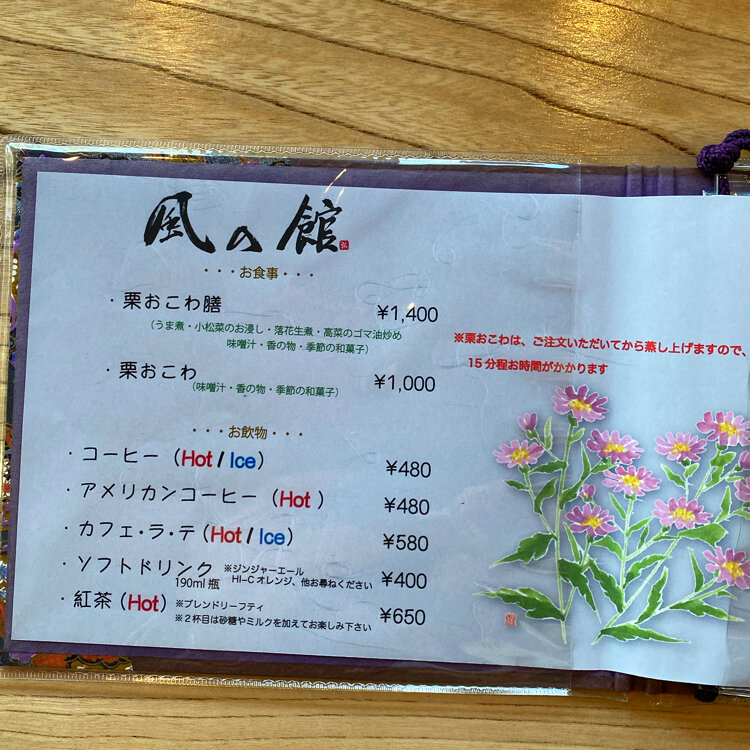 風の館
・・・お食事・・・
・栗おこわ膳 ¥1,400
（うま煮・小松菜のお浸し・落花生煮・高菜のゴマ油炒め
味噌汁・香の物・季節の和菓子）
・栗おこわ ¥1,000
（味噌汁・香の物・季節の和菓子）
・・・お飲物・・・
・コーヒー（Hot / Ice） ¥480
・アメリカンコーヒー（Hot ） ¥480
・カフェ・ラ・テ（Hot / Ice） ¥580
・ソフトドリンク ※ジンジャーエール ¥400
190ml 瓶 HI-C オレンジ、他お尋ねください
・紅茶（Hot） ※ブレンドリーフティ ¥650
※２杯目は砂糖やミルクを加えてお楽しみ下さい
※栗おこわは、ご注文いただいてから蒸し上げますので、
15分程お時間がかかります